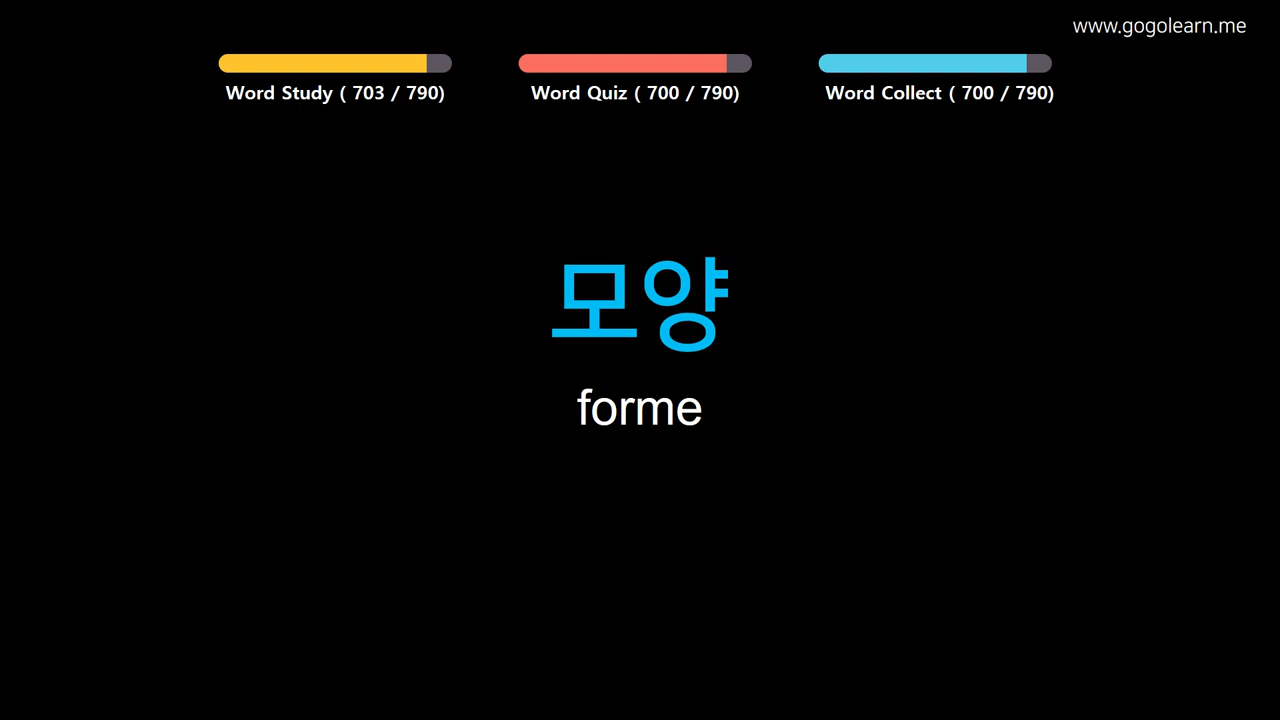 www.gogolearn.me
Word Study ( 703 / 790)
Word Quiz ( 700 / 790)
Word Collect ( 700 / 790)
모양
forme